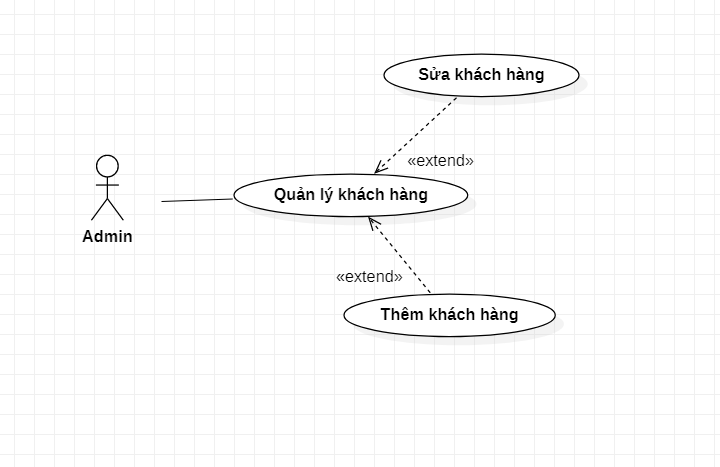 Sửa khách hàng
«extend»
Quản lý khách hàng
Admin
«extend»
Thêm khách hàng